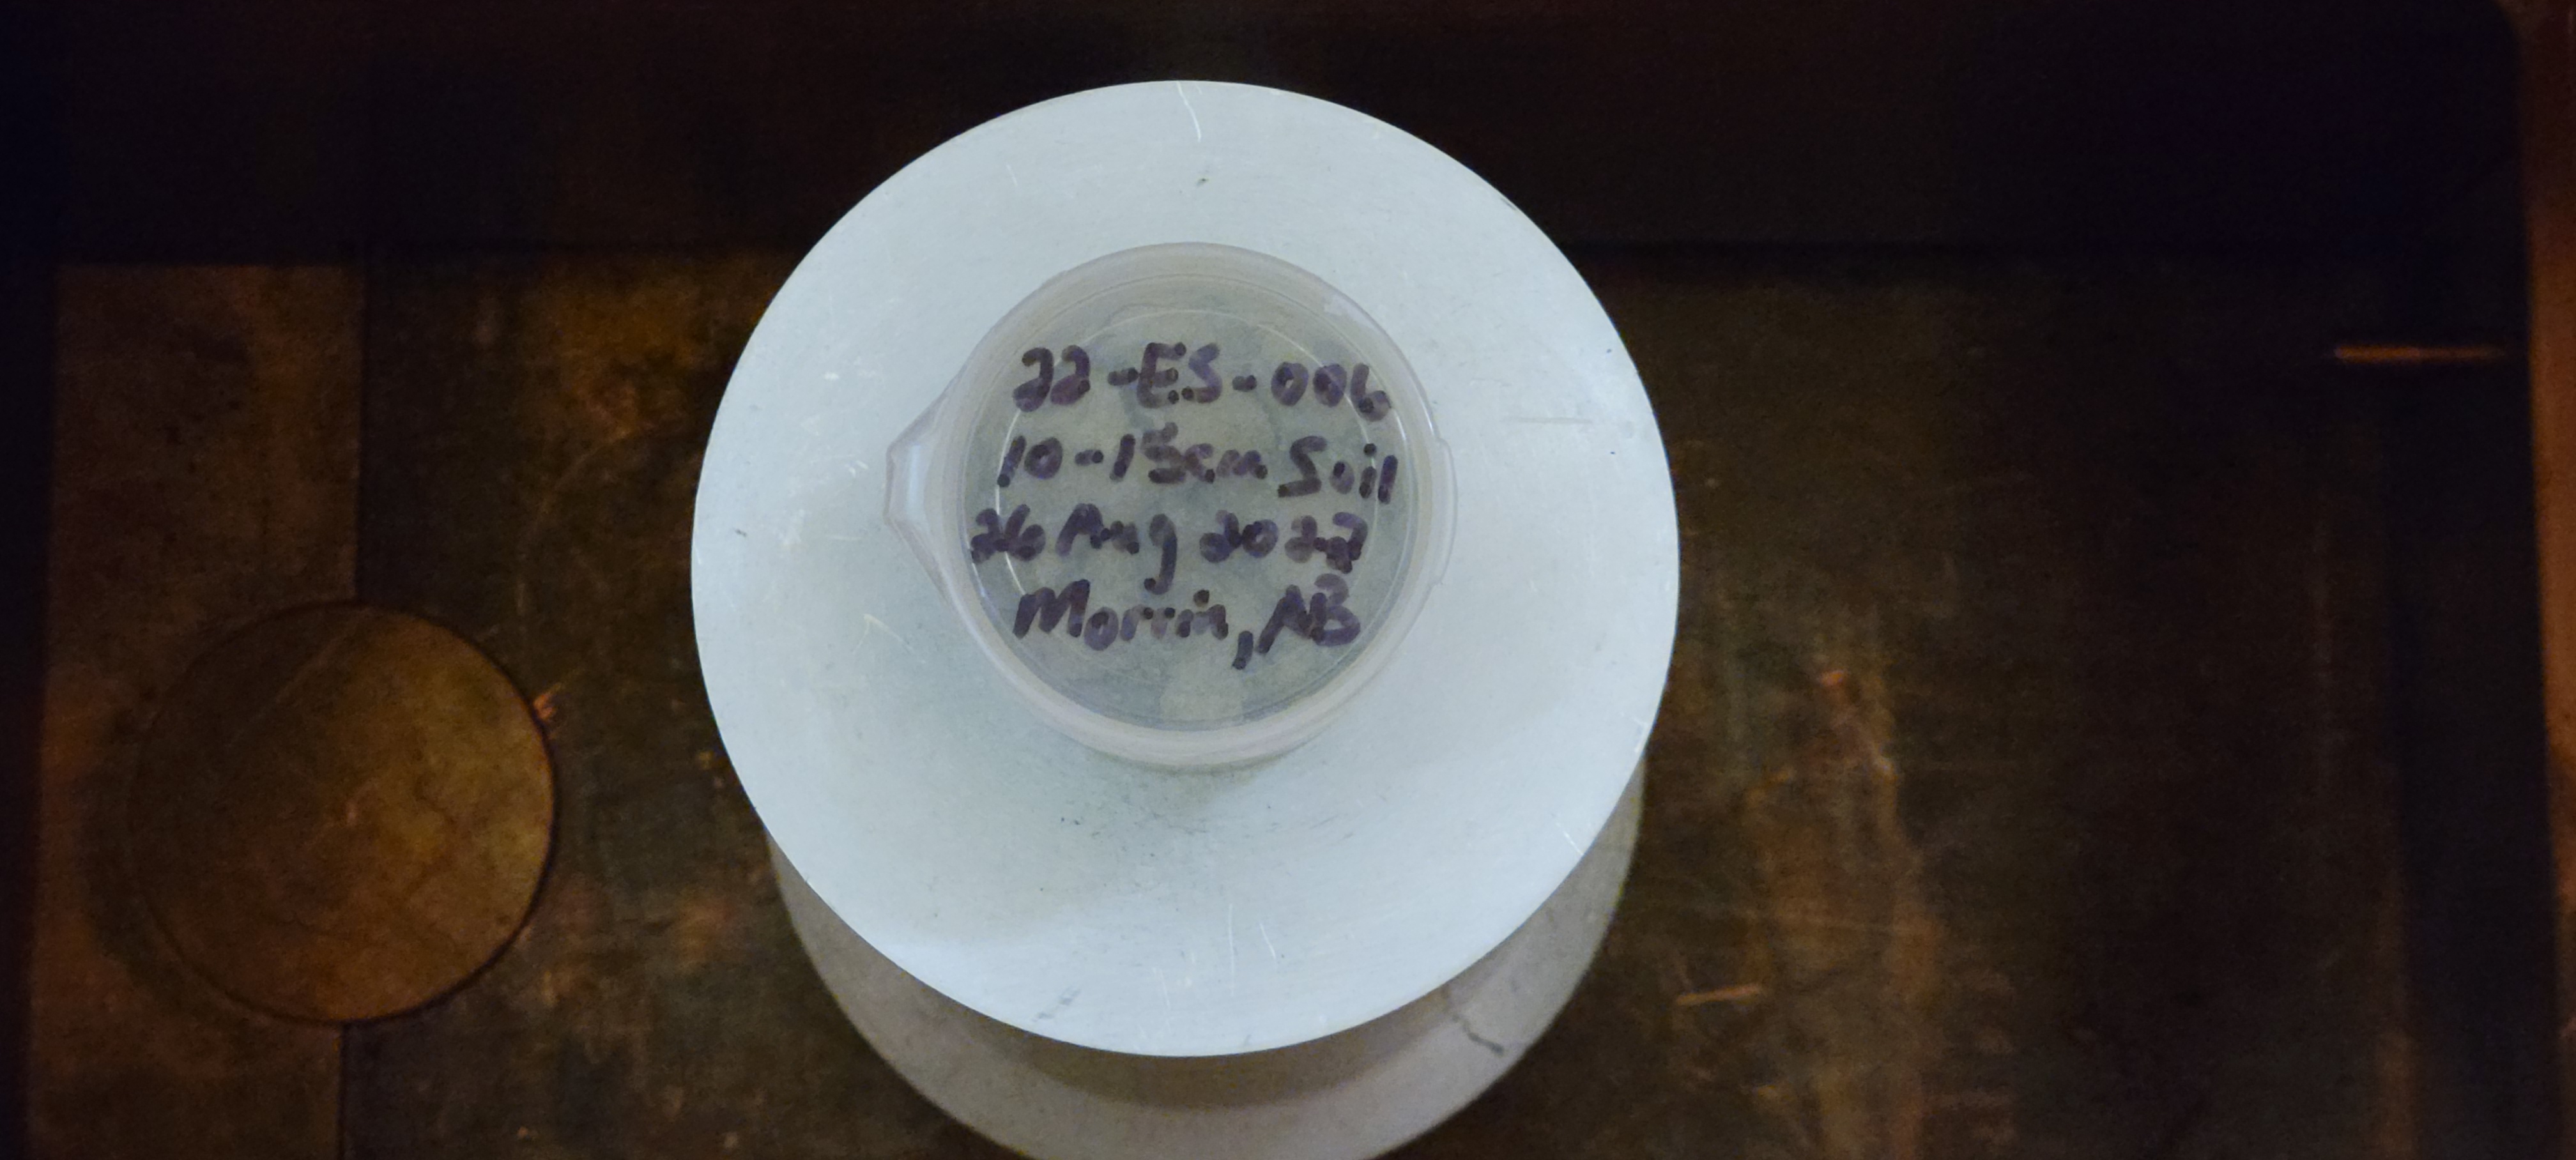 22-ES-006
10-15cm Soil
26 Aug 2022
Morrin, AB